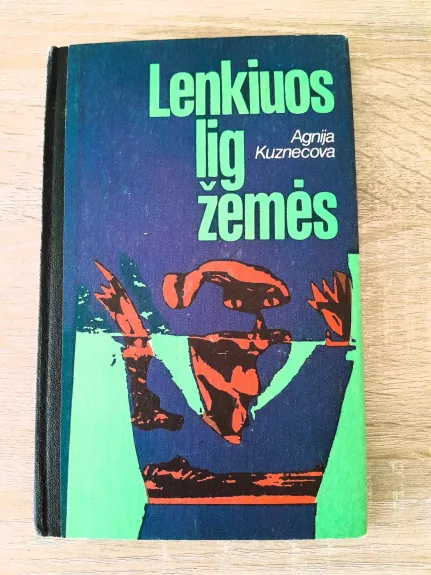 Lenkiuos
lig
žemės
Agnija
Kuznecova